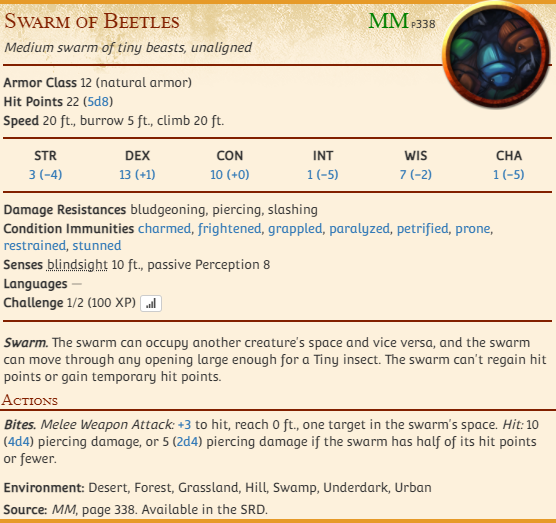 Swarm of Beetles MM P338
Medium swarm of tiny beasts, unaligned
Armor Class 12 (natural armor)
Hit Points 22 (5d8)
Speed 20 ft., burrow 5 ft., climb 20 ft.
STR DEX CON INT WIS CHA
3 (−4) 13 (+1) 10 (+0) 1 (−5) 7 (−2) 1 (−5)
Damage Resistances bludgeoning, piercing, slashing
Condition Immunities charmed, frightened, grappled, paralyzed, petrified, prone,
restrained, stunned
Senses blindsight 10 ft., passive Perception 8
Languages —
Challenge 1/2 (100 XP)
Swarm. The swarm can occupy another creature's space and vice versa, and the swarm
can move through any opening large enough for a Tiny insect. The swarm can't regain hit
points or gain temporary hit points.
Actions
Bites. Melee Weapon Attack: +3 to hit, reach 0 ft., one target in the swarm's space. Hit: 10
(4d4) piercing damage, or 5 (2d4) piercing damage if the swarm has half of its hit points
or fewer.
Environment: Desert, Forest, Grassland, Hill, Swamp, Underdark, Urban
Source: MM, page 338. Available in the SRD.